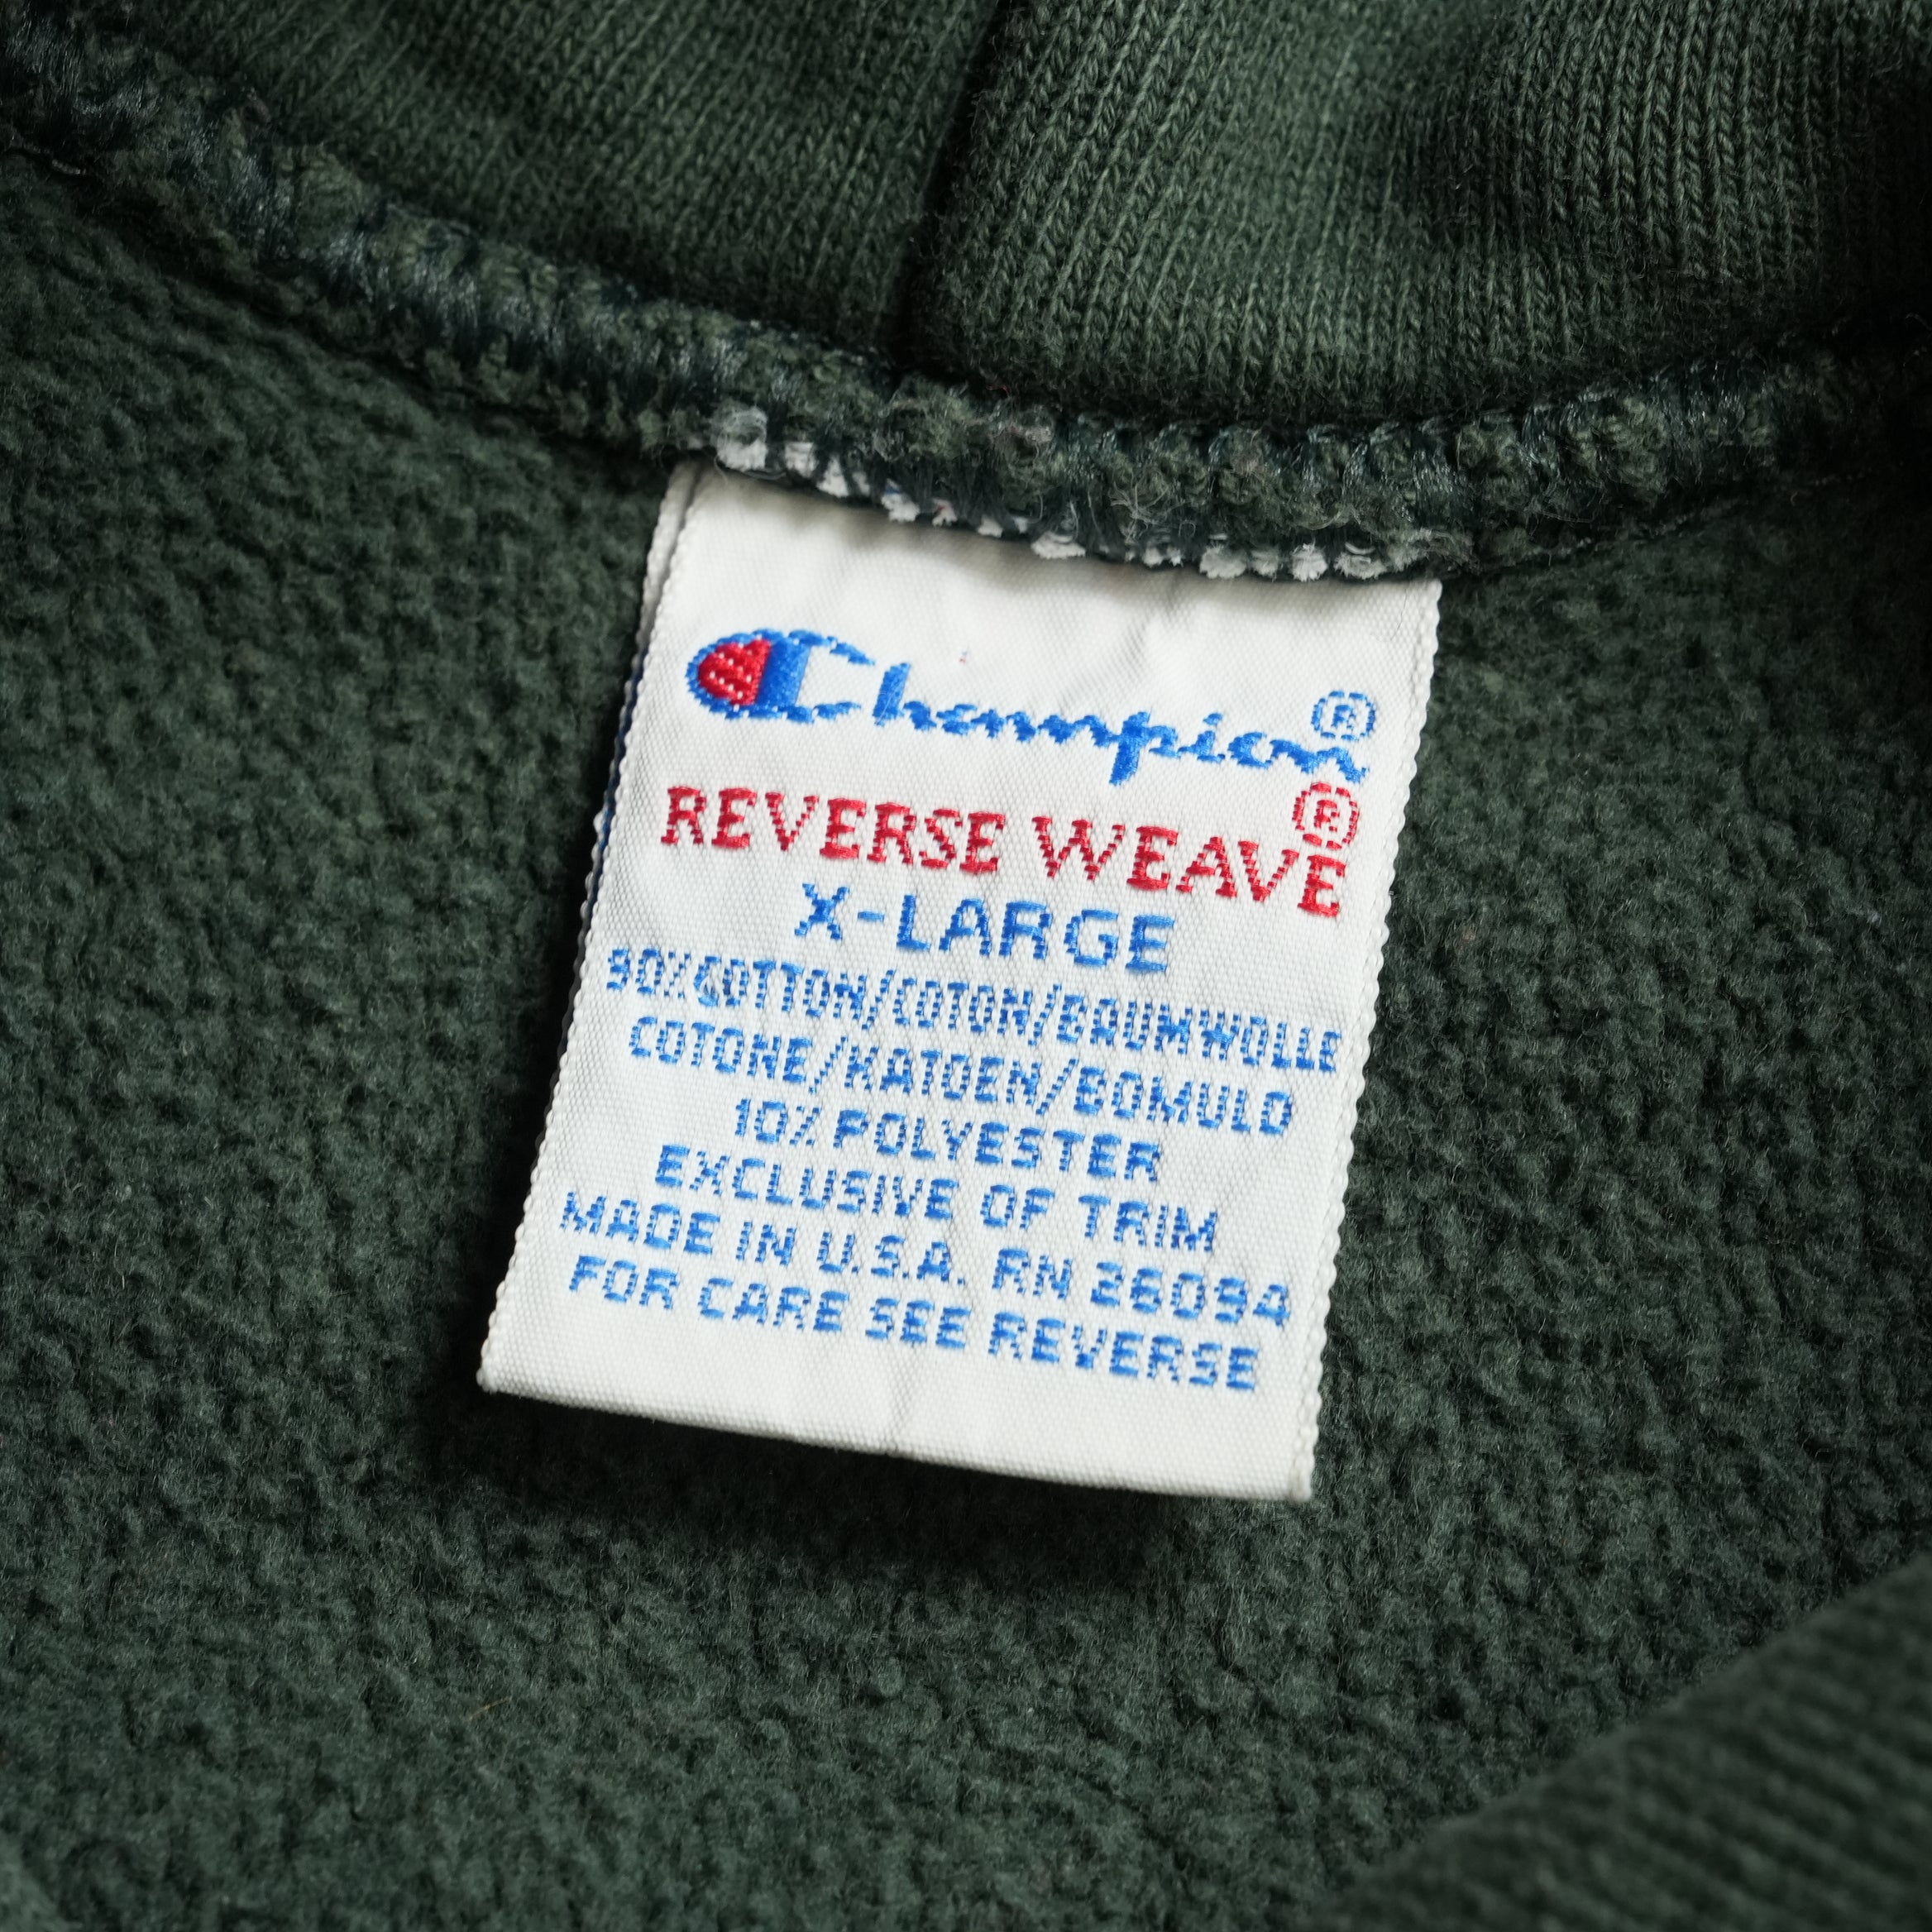 Champion®
REVERSE WEAVE®
X-LARGE
90% COTTON/COTON/BAUMWOLLE
COTONE/KATOEN/BOMULD
10% POLYESTER
EXCLUSIVE OF TRIM
MADE IN U.S.A. RN 26094
FOR CARE SEE REVERSE